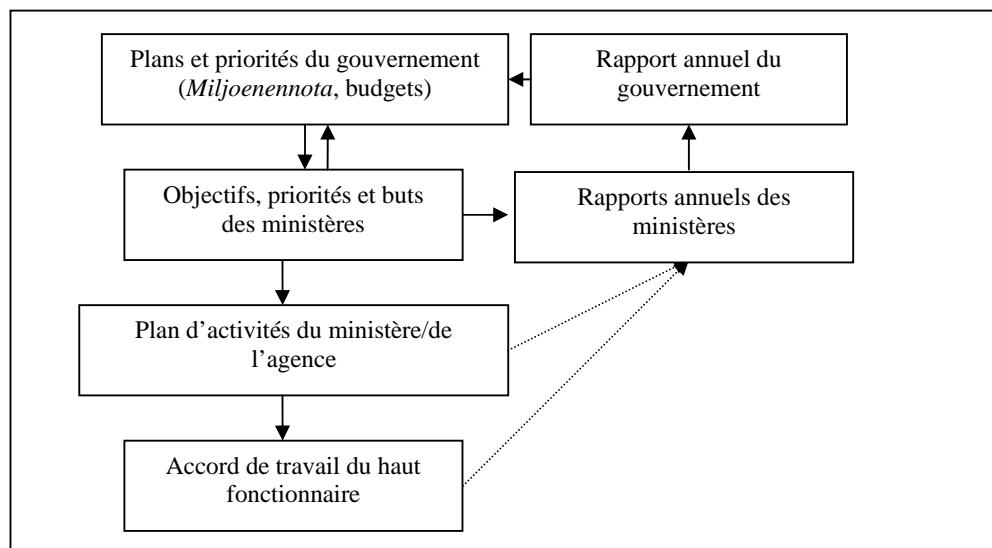 Plans et priorités du gouvernement
(Miljoenennota, budgets)
Rapport annuel du
gouvernement
Objectifs, priorités et buts
des ministères
Rapports annuels des
ministères
Plan d'activités du ministère/de
l'agence
Accord de travail du haut
fonctionnaire